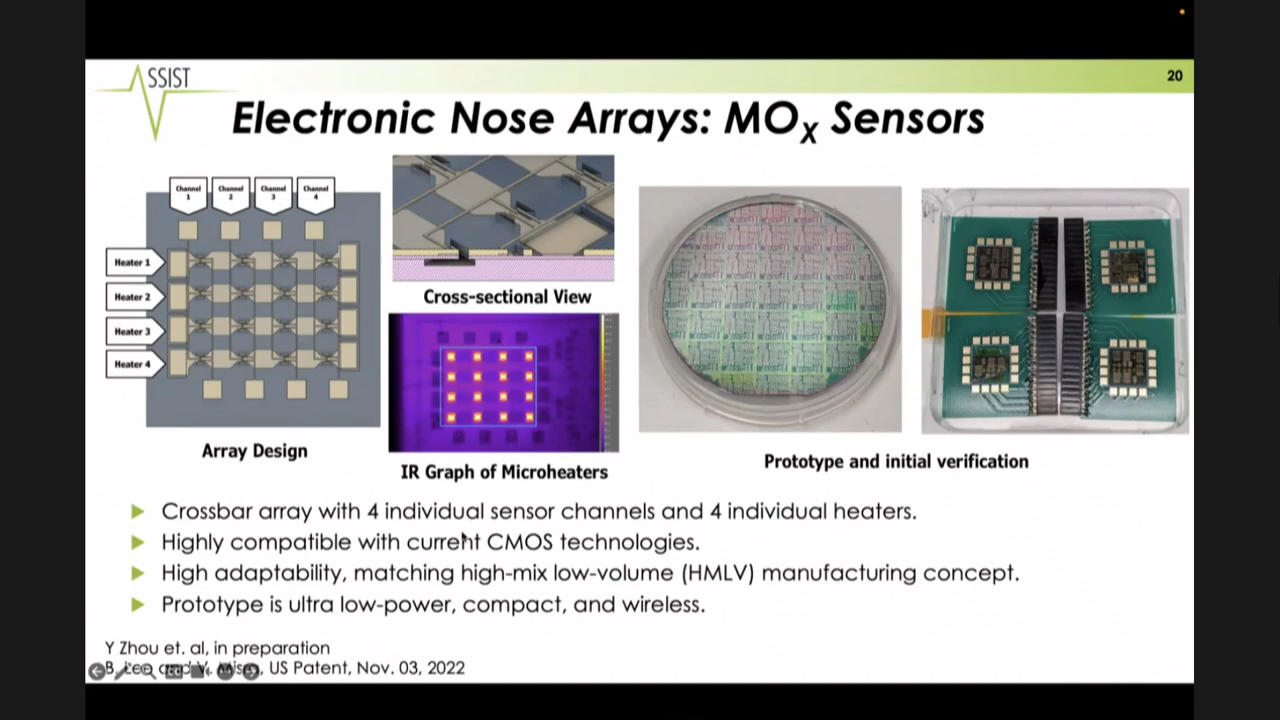 20
SSIST
Electronic Nose Arrays: MOX Sensors
Channel 1
Channel 2
Channel 3
Channel 4
Heater 1
Heater 2
Heater 3
Heater 4
Array Design
Cross-sectional View
IR Graph of Microheaters
Prototype and initial verification
Crossbar array with 4 individual sensor channels and 4 individual heaters.
Highly compatible with current CMOS technologies.
High adaptability, matching high-mix low-volume (HMLV) manufacturing concept.
Prototype is ultra low-power, compact, and wireless.
Y Zhou et. al, in preparation
B. Lee and V. Misra, US Patent, Nov. 03, 2022